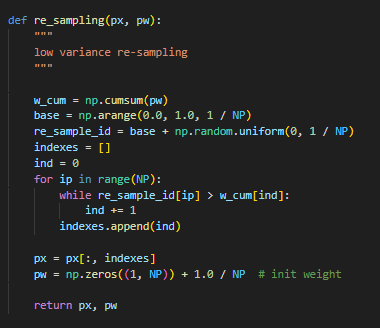 def re_sampling(px, pw):
    """
    low variance re-sampling
    """

    w_cum = np.cumsum(pw)
    base = np.arange(0.0, 1.0, 1 / NP)
    re_sample_id = base + np.random.uniform(0, 1 / NP)
    indexes = []
    ind = 0
    for ip in range(NP):
        while re_sample_id[ip] > w_cum[ind]:
            ind += 1
        indexes.append(ind)

    px = px[:, indexes]
    pw = np.zeros((1, NP)) + 1.0 / NP  # init weight

    return px, pw